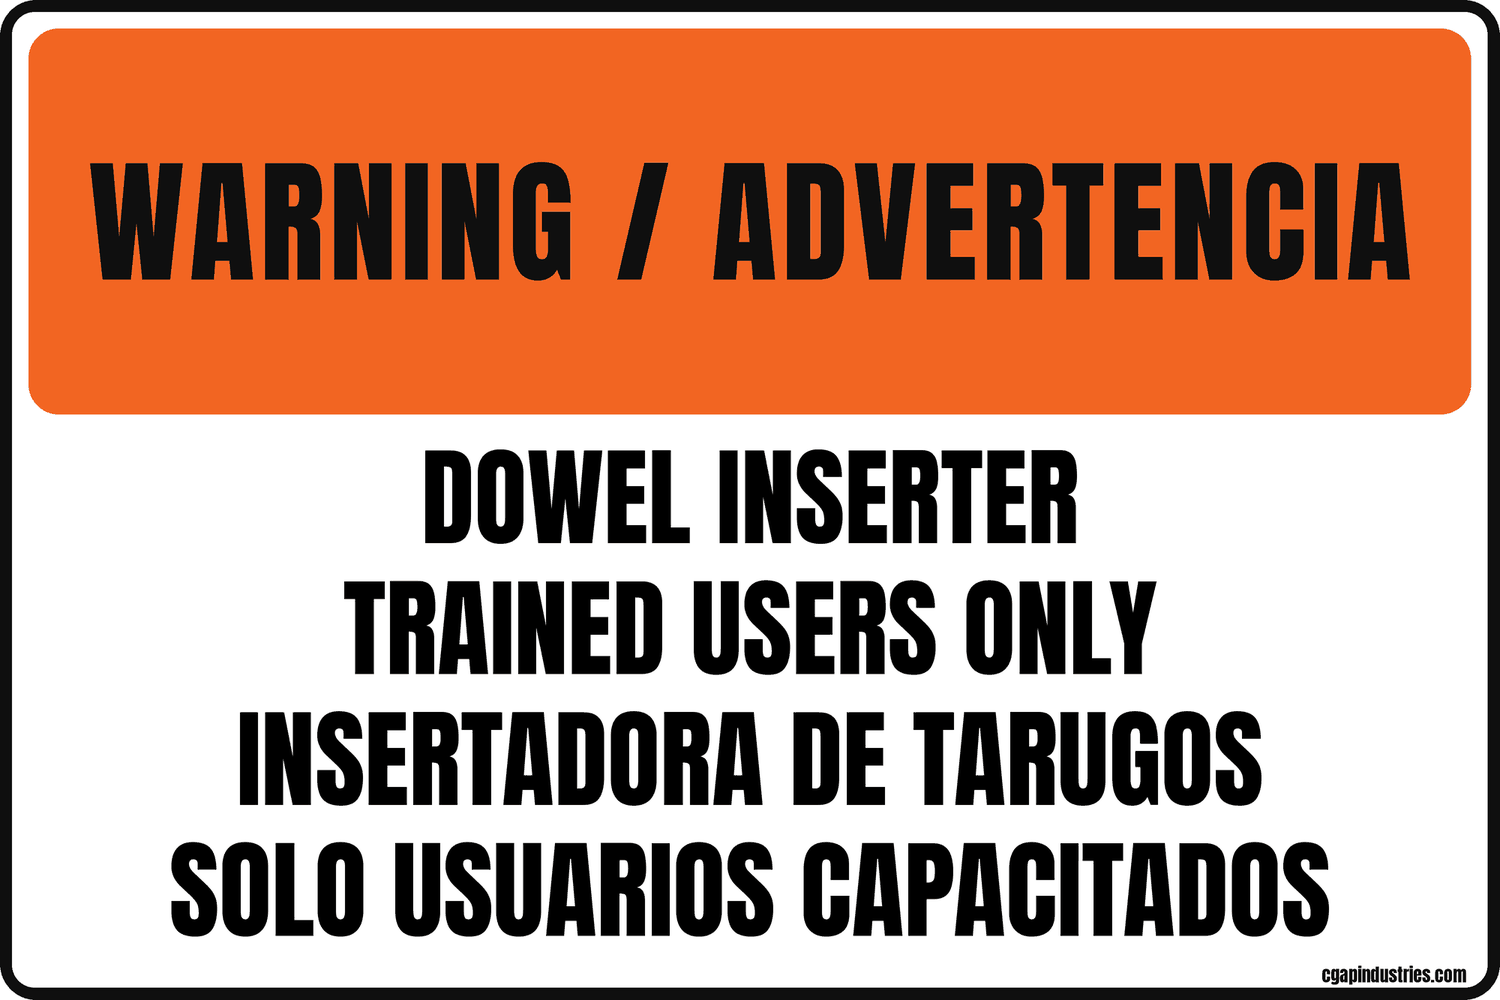 WARNING / ADVERTENCIA
DOWEL INSERTER
TRAINED USERS ONLY
INSERTADORA DE TARUGOS
SOLO USUARIOS CAPACITADOS
cgapindustries.com